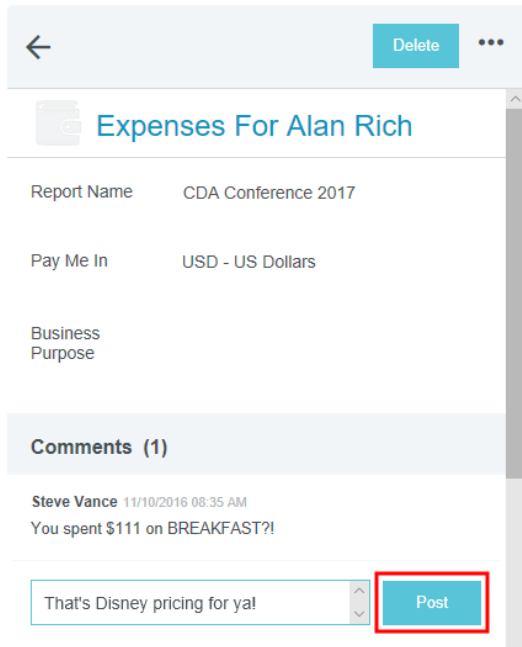 Delete
Expenses For Alan Rich
Report Name CDA Conference 2017
Pay Me In USD - US Dollars
Business
Purpose
Comments (1)
Steve Vance 11/10/2016 08:35 AM
You spent $111 on BREAKFAST?!
That's Disney pricing for ya!
Post